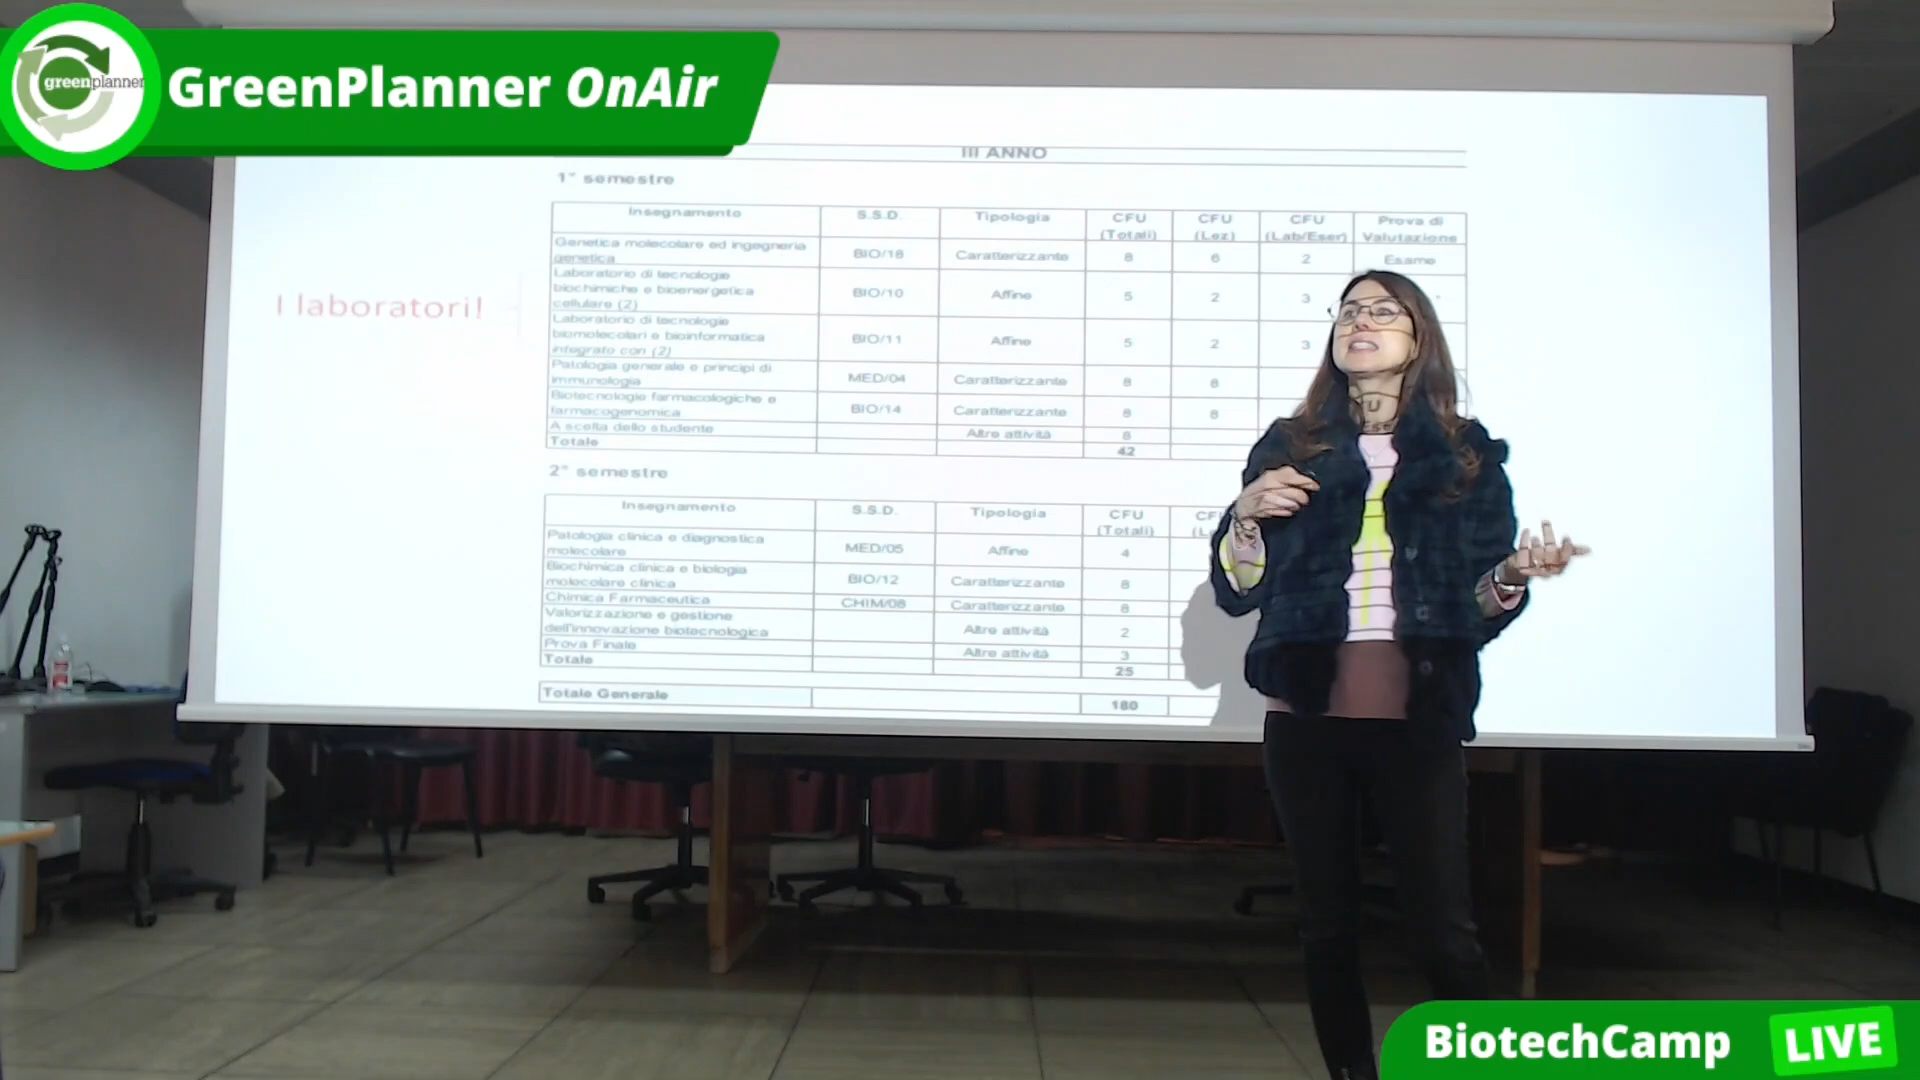 greenplanner
GreenPlanner OnAir
III ANNO
1° semestre
Insegnamento S.S.D. Tipologia CFU (Totali) CFU (Lez) CFU (Lab/Eser) Prova di Valutazione
Genetica molecolare ed ingegneria genetica BIO/18 Caratterizzante 8 6 2 Esame
Laboratorio di tecnologie biochimiche e bioenergetica cellulare (2) BIO/10 Affine 5 2 3
Laboratorio di tecnologie biomolecolari e bioinformatica integrato con (2) BIO/11 Affine 5 2 3
Patologia generale e principi di immunologia MED/04 Caratterizzante 8 8
Biotecnologie farmacologiche e farmacogenomica BIO/14 Caratterizzante 8 8
A scelta dello studente Altre attività 8
Totale 42
I laboratori!
2° semestre
Insegnamento S.S.D. Tipologia CFU (Totali)
Patologia clinica e diagnostica molecolare MED/05 Affine 4
Biochimica clinica e biologia molecolare clinica BIO/12 Caratterizzante 8
Chimica Farmaceutica CHIM/08 Caratterizzante 8
Valorizzazione e gestione dell'innovazione biotecnologica Altre attività 2
Prova Finale Altre attività 3
Totale 25
Totale Generale 180
BiotechCamp LIVE